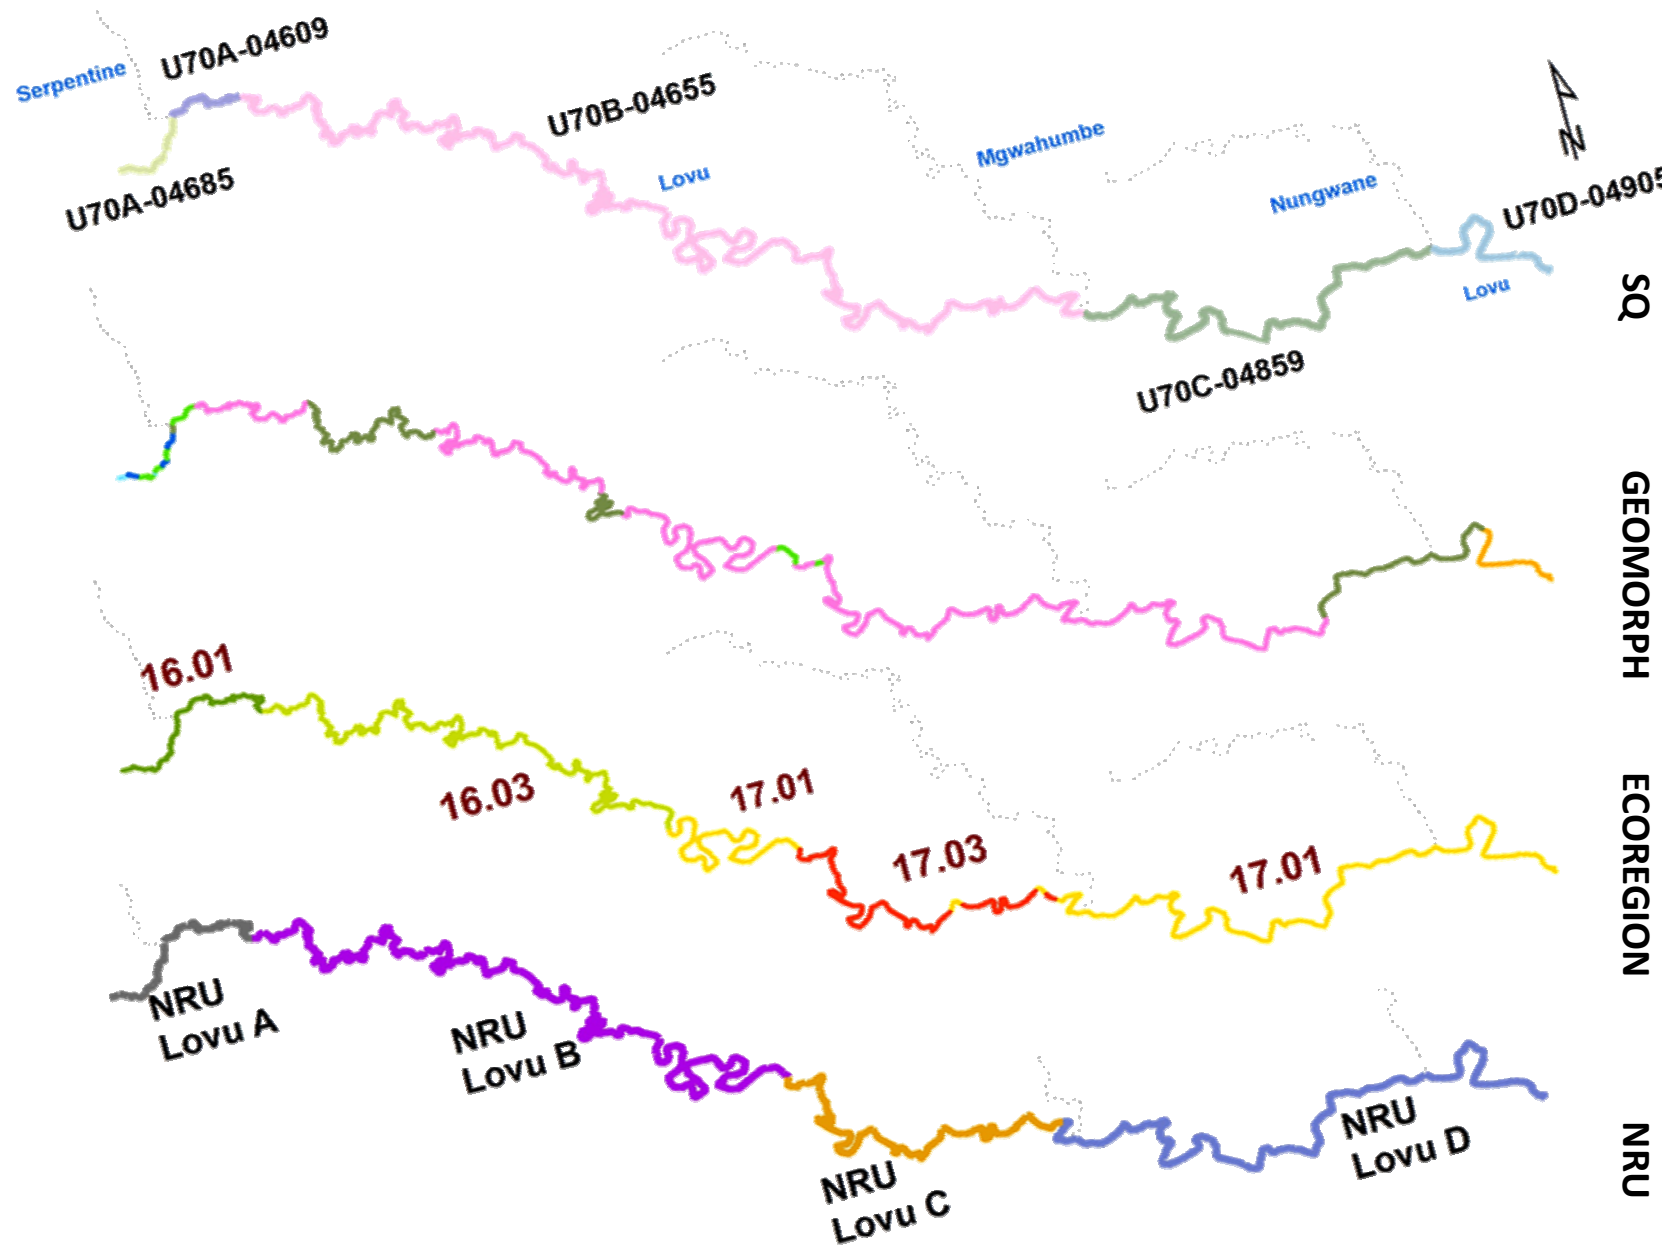 U70A-04609
Serpentine
U70B-04655
Mgwahumbe
N
Lovu
Nungwane
U70D-04905
U70A-04685
Lovu
SQ
U70C-04859
GEOMORPH
16.01
16.03
17.01
17.03
17.01
ECOREGION
NRU
Lovu A
NRU
Lovu B
NRU
Lovu C
NRU
Lovu D
NRU